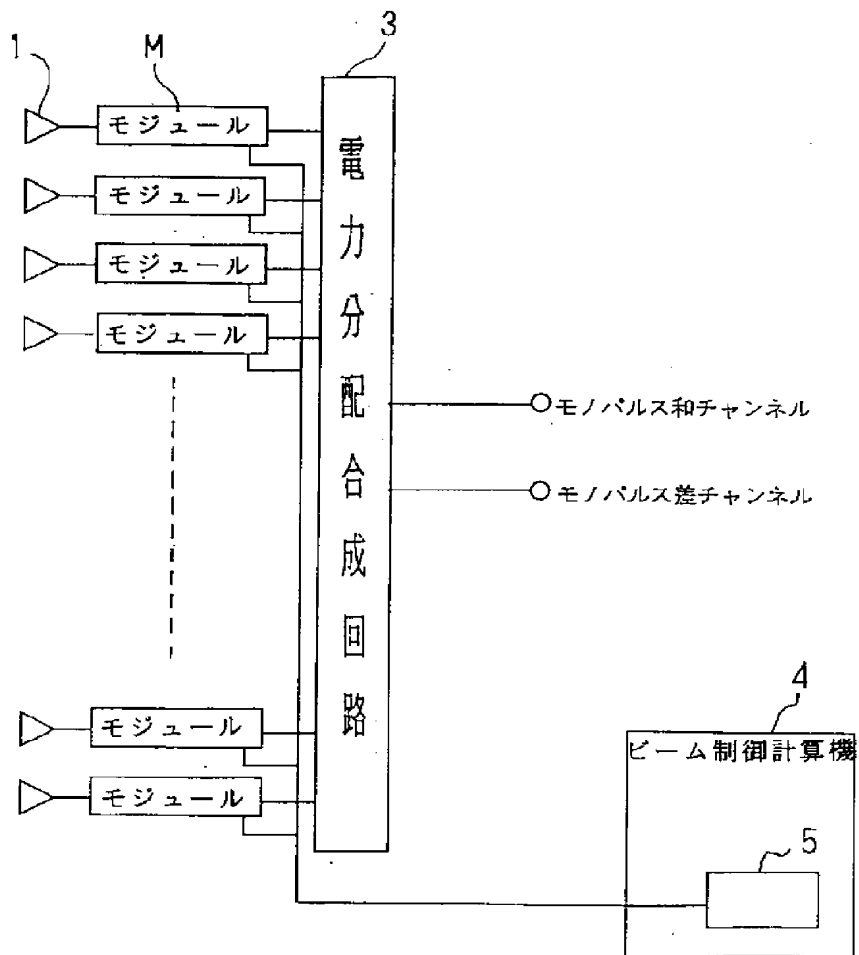 1
M
3
モジュール
モジュール
モジュール
モジュール
電力分配合成回路
モノパルス和チャンネル
モノパルス差チャンネル
モジュール
モジュール
4
ビーム制御計算機
5